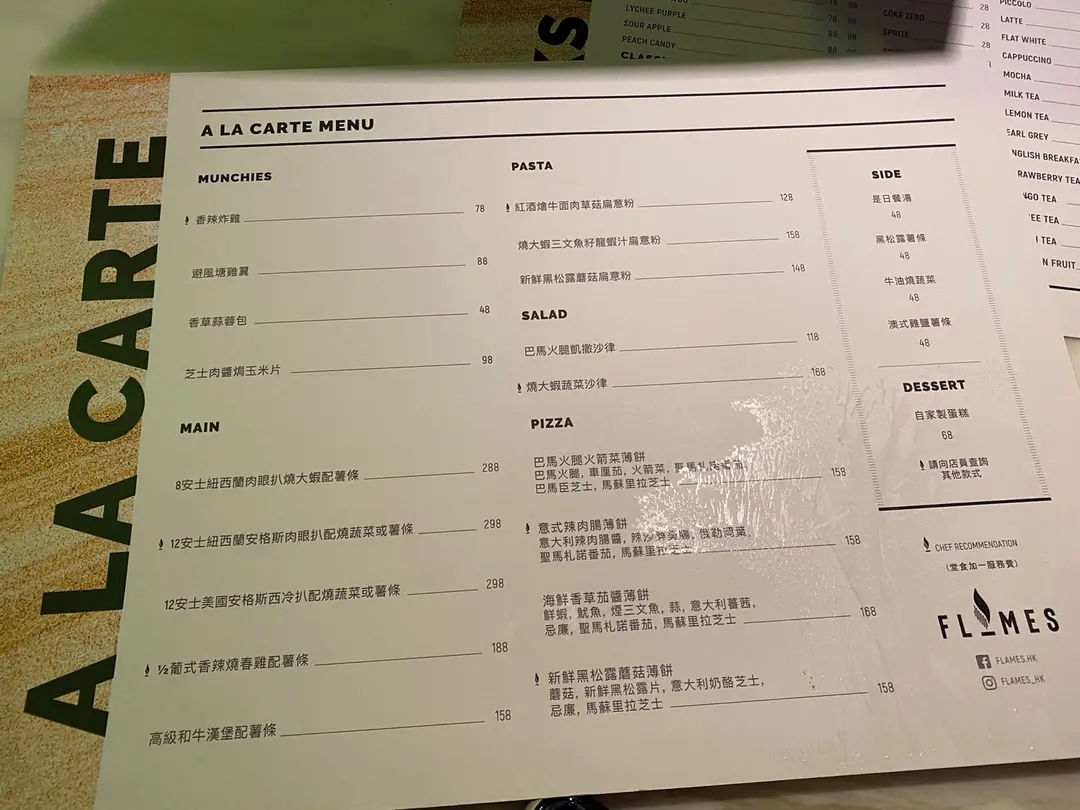 A LA CARTE
A LA CARTE MENU
MUNCHIES
香辣炸雞 78
避風塘雞翼 88
香草蒜蓉包 48
芝士肉醬焗玉米片 98
MAIN
8安士紐西蘭肉眼扒燒大蝦配薯條 288
12安士紐西蘭安格斯肉眼扒配燒蔬菜或薯條 298
12安士美國安格斯西冷扒配燒蔬菜或薯條 298
½葡式香辣燒春雞配薯條 188
高級和牛漢堡配薯條 158
PASTA
紅酒燴牛面肉草菇扁意粉 128
燒大蝦三文魚籽龍蝦汁扁意粉 158
新鮮黑松露蘑菇扁意粉 148
SALAD
巴馬火腿凱撒沙律 118
燒大蝦蔬菜沙律 168
PIZZA
巴馬火腿火箭菜薄餅
巴馬火腿, 車厘茄, 火箭菜,
巴馬臣芝士, 馬蘇里拉芝士 158
意式辣肉腸薄餅
意大利辣肉腸醬,
聖馬札諾番茄, 馬蘇里拉芝士 158
海鮮香草茄醬薄餅
鮮蝦, 魷魚, 煙三文魚, 蒜, 意大利蕃茜,
忌廉, 聖馬札諾番茄, 馬蘇里拉芝士 168
新鮮黑松露蘑菇薄餅
蘑菇, 新鮮黑松露片, 意大利奶酪芝士,
忌廉, 馬蘇里拉芝士 158
SIDE
是日餐湯
48
黑松露薯條
48
牛油燒蔬菜
48
澳式雞鹽薯條
48
DESSERT
自家製蛋糕
68
請向店員查詢
其他款式
CHEF RECOMMENDATION
(堂食加一服務費)
FLAMES
FLAMES.HK
FLAMES_HK
LYCHEE PURPLE 78 88
SOUR APPLE 88 98
PEACH CANDY 88
COKE ZERO 28
SPRITE 28
28
PICCOLO
LATTE
FLAT WHITE
CAPPUCCINO
MOCHA
MILK TEA
LEMON TEA
EARL GREY